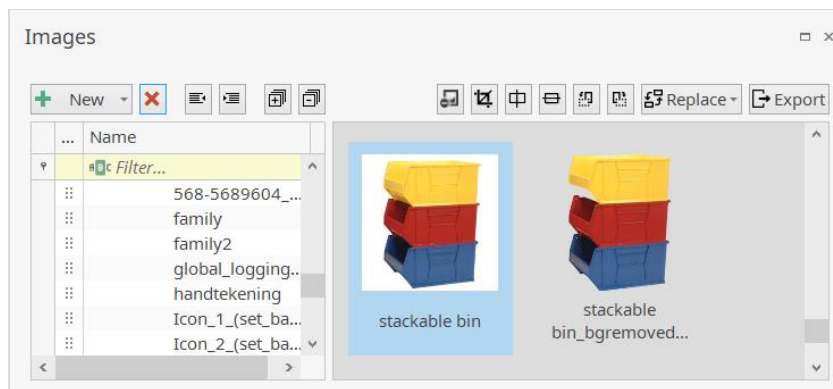 Images
New
Replace
Export
...
Name
Filter...
568-5689604_...
family
family2
global_logging..
handtekening
Icon_1_(set_ba...
Icon_2_(set_ba...
stackable bin
stackable
bin_bgremoved...